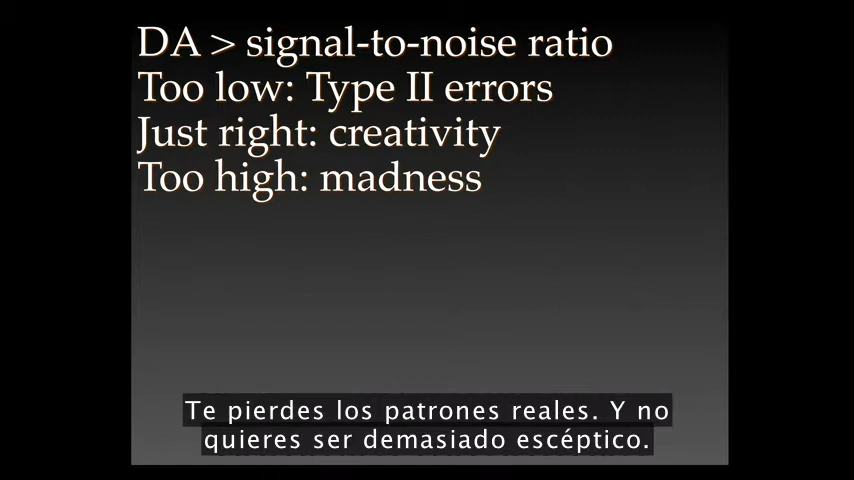 DA > signal-to-noise ratio
Too low: Type II errors
Just right: creativity
Too high: madness
Te pierdes los patrones reales. Y no
quieres ser demasiado escéptico.